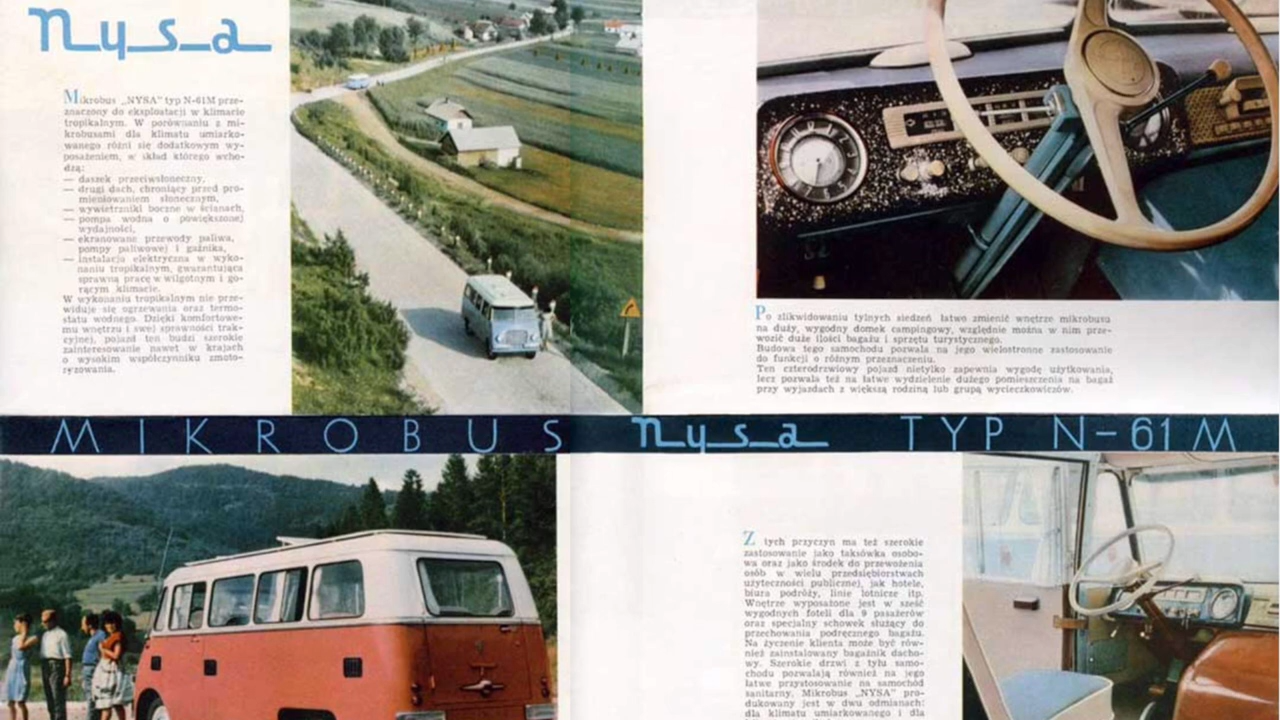 nysa
Mikrobus „NYSA" typ N-61M prze-
znaczony do eksploatacji w klimacie
tropikalnym. W porównaniu z mi-
krobusami dla klimatu umiarko-
wanego różni się dodatkowym wy-
posażeniem, w skład którego wcho-
dzą:
— daszek przeciwsłoneczny,
— drugi dach, chroniący przed pro-
mieniowaniem słonecznym,
— wywietrzniki boczne w ścianach,
— pompa wodna o powiększonej
wydajności,
— ekranowane przewody paliwa,
pompy paliwowej i gaźnika,
— instalacja elektryczna w wyko-
naniu tropikalnym, gwarantująca
sprawną pracę w wilgotnym i go-
rącym klimacie.
W wykonaniu tropikalnym nie prze-
widuje się ogrzewania oraz termo-
statu wodnego. Dzięki komfortowe-
mu wnętrzu i swej sprawności trak-
cyjnej, pojazd ten budzi szerokie
zainteresowanie nawet w krajach
o wysokim współczynniku zmoto-
ryzowania.
Po zlikwidowaniu tylnych siedzeń łatwo zmienić wnętrze mikrobusu
na duży, wygodny domek campingowy, względnie można w nim prze-
wozić duże ilości bagażu i sprzętu turystycznego.
Budowa tego samochodu pozwala na jego wielostronne zastosowanie
do funkcji o różnym przeznaczeniu.
Ten czterodrzwiowy pojazd nietylko zapewnia wygodę użytkowania,
lecz pozwala też na łatwe wydzielenie dużego pomieszczenia na bagaż
przy wyjazdach z większą rodziną lub grupą wycieczkowiczów.
MIKROBUS nysa TYP N-61M
Z tych przyczyn ma też szerokie
zastosowanie jako taksówka osobo-
wa oraz jako środek do przewożenia
osób w wielu przedsiębiorstwach
użyteczności publicznej, jak hotele,
biura podróży, linie lotnicze itp.
Wnętrze wyposażone jest w sześć
wygodnych foteli dla 9 pasażerów
oraz specjalny schowek służący do
przechowania podręcznego bagażu.
Na życzenie klienta może być rów-
nież zainstalowany bagażnik dacho-
wy. Szerokie drzwi z tyłu samo-
chodu pozwalają również na jego
łatwe przystosowanie na samochód
sanitarny. Mikrobus „NYSA" pro-
dukowany jest w dwu odmianach:
dla klimatu umiarkowanego i dla